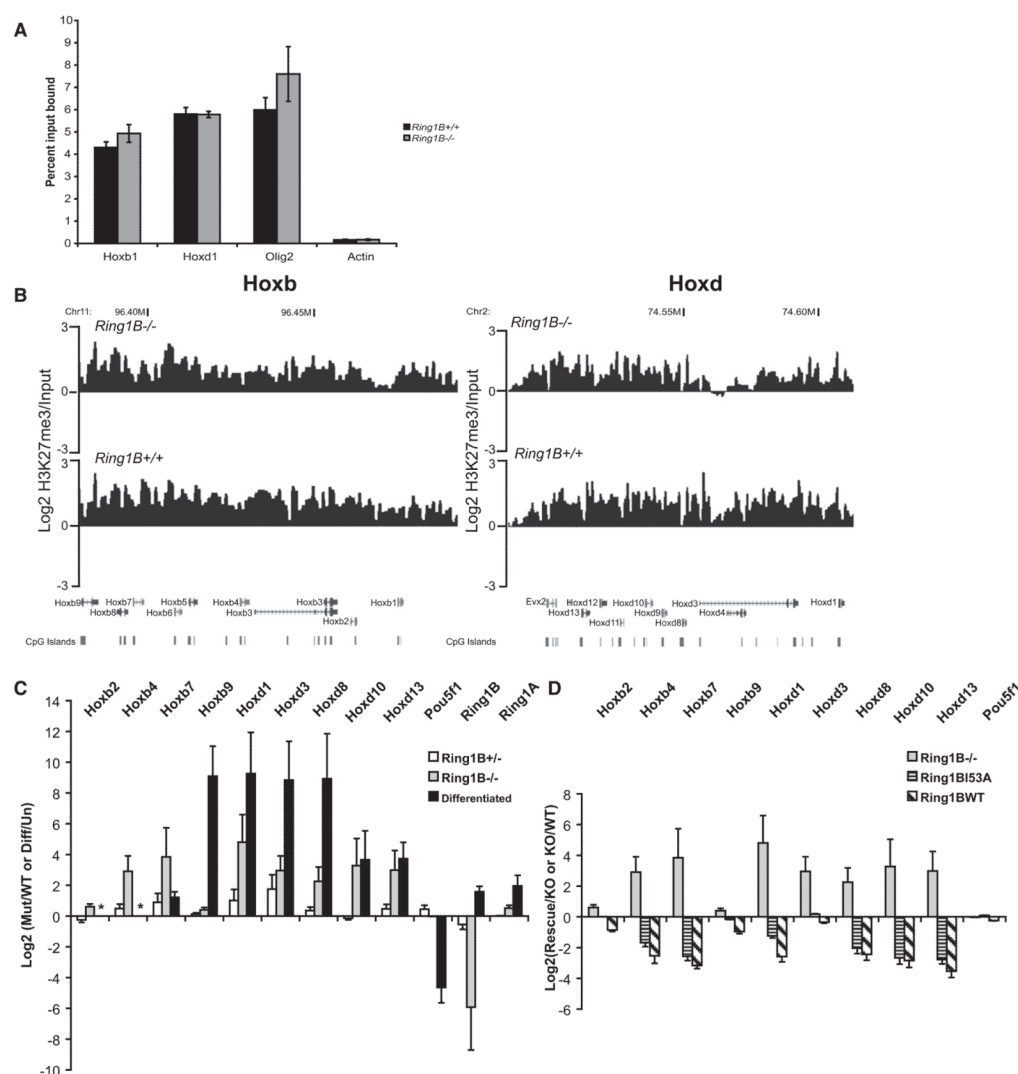 A
Percent input bound
10
9
8
7
6
5
4
3
2
1
0
Hoxb1 Hoxd1 Olig2 Actin
Ring1B+/+
Ring1B-/-
B
Hoxb
Chr11: 96.40M 96.45M
Ring1B-/-
Log2 H3K27me3/Input
3
0
-3
Ring1B+/+
3
0
-3
Hoxb9 Hoxb7 Hoxb5 Hoxb4 Hoxb3 Hoxb1
Hoxb8 Hoxb6 Hoxb3
Hoxb2
CpG Islands
Hoxd
Chr2: 74.55M 74.60M
Ring1B-/-
Log2 H3K27me3/Input
3
0
-3
Ring1B+/+
3
0
-3
Evx2 Hoxd12 Hoxd10 Hoxd3 Hoxd1
Hoxd13 Hoxd9 Hoxd4
Hoxd11 Hoxd8
CpG Islands
C
Hoxb2 Hoxb4 Hoxb7 Hoxb9 Hoxd1 Hoxd3 Hoxd8 Hoxd10 Hoxd13 Pou5f1 Ring1B Ring1A
Log2 (Mut/WT or Diff/Un)
14
12
10
8
6
4
2
0
-2
-4
-6
-8
-10
* *
Ring1B+/-
Ring1B-/-
Differentiated
D
Hoxb2 Hoxb4 Hoxb7 Hoxb9 Hoxd1 Hoxd3 Hoxd8 Hoxd10 Hoxd13 Pou5f1
Log2(Rescue/KO or KO/WT)
8
6
4
2
0
-2
-4
-6
Ring1B-/-
Ring1BI53A
Ring1BWT